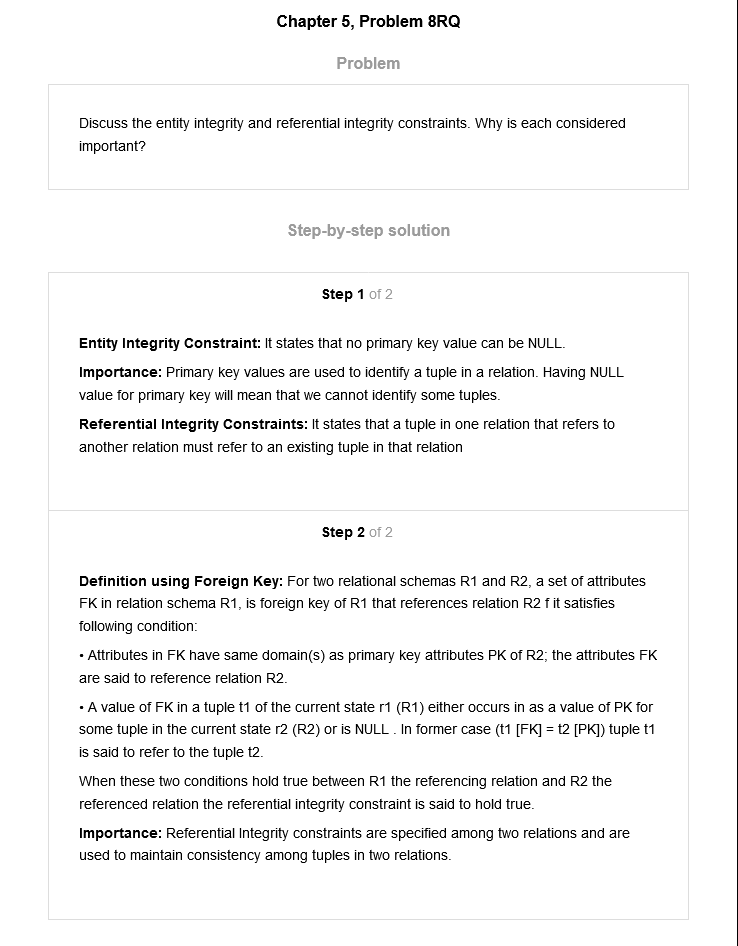 Chapter 5, Problem 8RQ
Problem
Discuss the entity integrity and referential integrity constraints. Why is each considered
important?
Step-by-step solution
Step 1 of 2
Entity Integrity Constraint: It states that no primary key value can be NULL.
Importance: Primary key values are used to identify a tuple in a relation. Having NULL
value for primary key will mean that we cannot identify some tuples.
Referential Integrity Constraints: It states that a tuple in one relation that refers to
another relation must refer to an existing tuple in that relation
Step 2 of 2
Definition using Foreign Key: For two relational schemas R1 and R2, a set of attributes
FK in relation schema R1, is foreign key of R1 that references relation R2 f it satisfies
following condition:
• Attributes in FK have same domain(s) as primary key attributes PK of R2; the attributes FK
are said to reference relation R2.
• A value of FK in a tuple t1 of the current state r1 (R1) either occurs in as a value of PK for
some tuple in the current state r2 (R2) or is NULL . In former case (t1 [FK] = t2 [PK]) tuple t1
is said to refer to the tuple t2.
When these two conditions hold true between R1 the referencing relation and R2 the
referenced relation the referential integrity constraint is said to hold true.
Importance: Referential Integrity constraints are specified among two relations and are
used to maintain consistency among tuples in two relations.